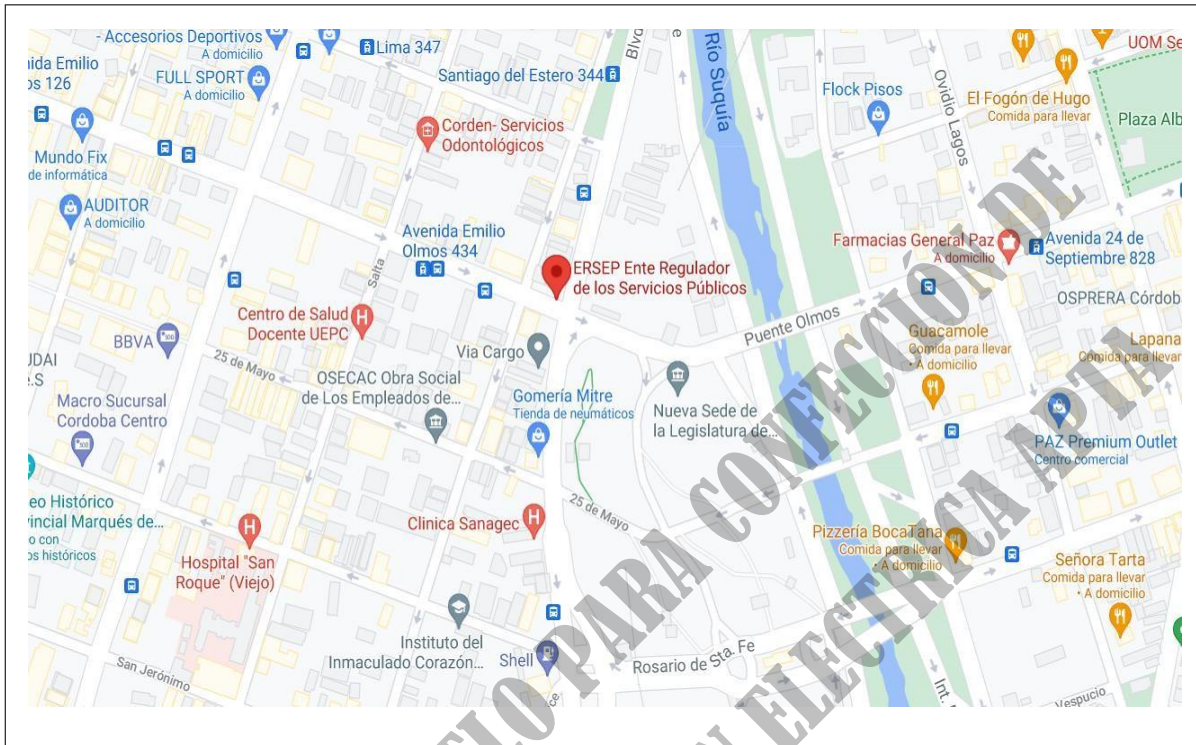 - Accesorios Deportivos
A domicilio
Lima 347
Río Suquía
UOM Se
Ovidio Lagos
El Fogón de Hugo
Comida para llevar
FULL SPORT
A domicilio
Santiago del Estero 344
Flock Pisos
Plaza Alb
nida Emilio
os 126
Corden- Servicios
Odontológicos
Mundo Fix
de informática
AUDITOR
A domicilio
Avenida Emilio
Olmos 434
Farmacias General Paz
A domicilio
Avenida 24 de
Septiembre 828
Salta
ERSEP Ente Regulador
de los Servicios Públicos
OSPRERA Córdob
Centro de Salud
Docente UEPC
Puente Olmos
Guacamole
Comida para llevar
• A domicilio
Lapana
Comida para llevar
BBVA
25 de Mayo
Via Cargo
UDAI
OSECAC Obra Social
de Los Empleados de...
Gomería Mitre
Tienda de neumáticos
Nueva Sede de
la Legislatura de...
Macro Sucursal
Cordoba Centro
PAZ Premium Outlet
Centro comercial
eo Histórico
vincial Marqués de...
o con
os históricos
25 de Mayo
Clinica Sanagec
Hospital "San
Roque" (Viejo)
Pizzería BocaTana
Comida para llevar
• A domicilio
Señora Tarta
Comida para llevar
• A domicilio
Instituto del
Inmaculado Corazón...
Shell
Rosario de Sta. Fe
San Jerónimo
Vespucio
ELO PARA CONFECCIÓN DE
N ELECTRICA APTA